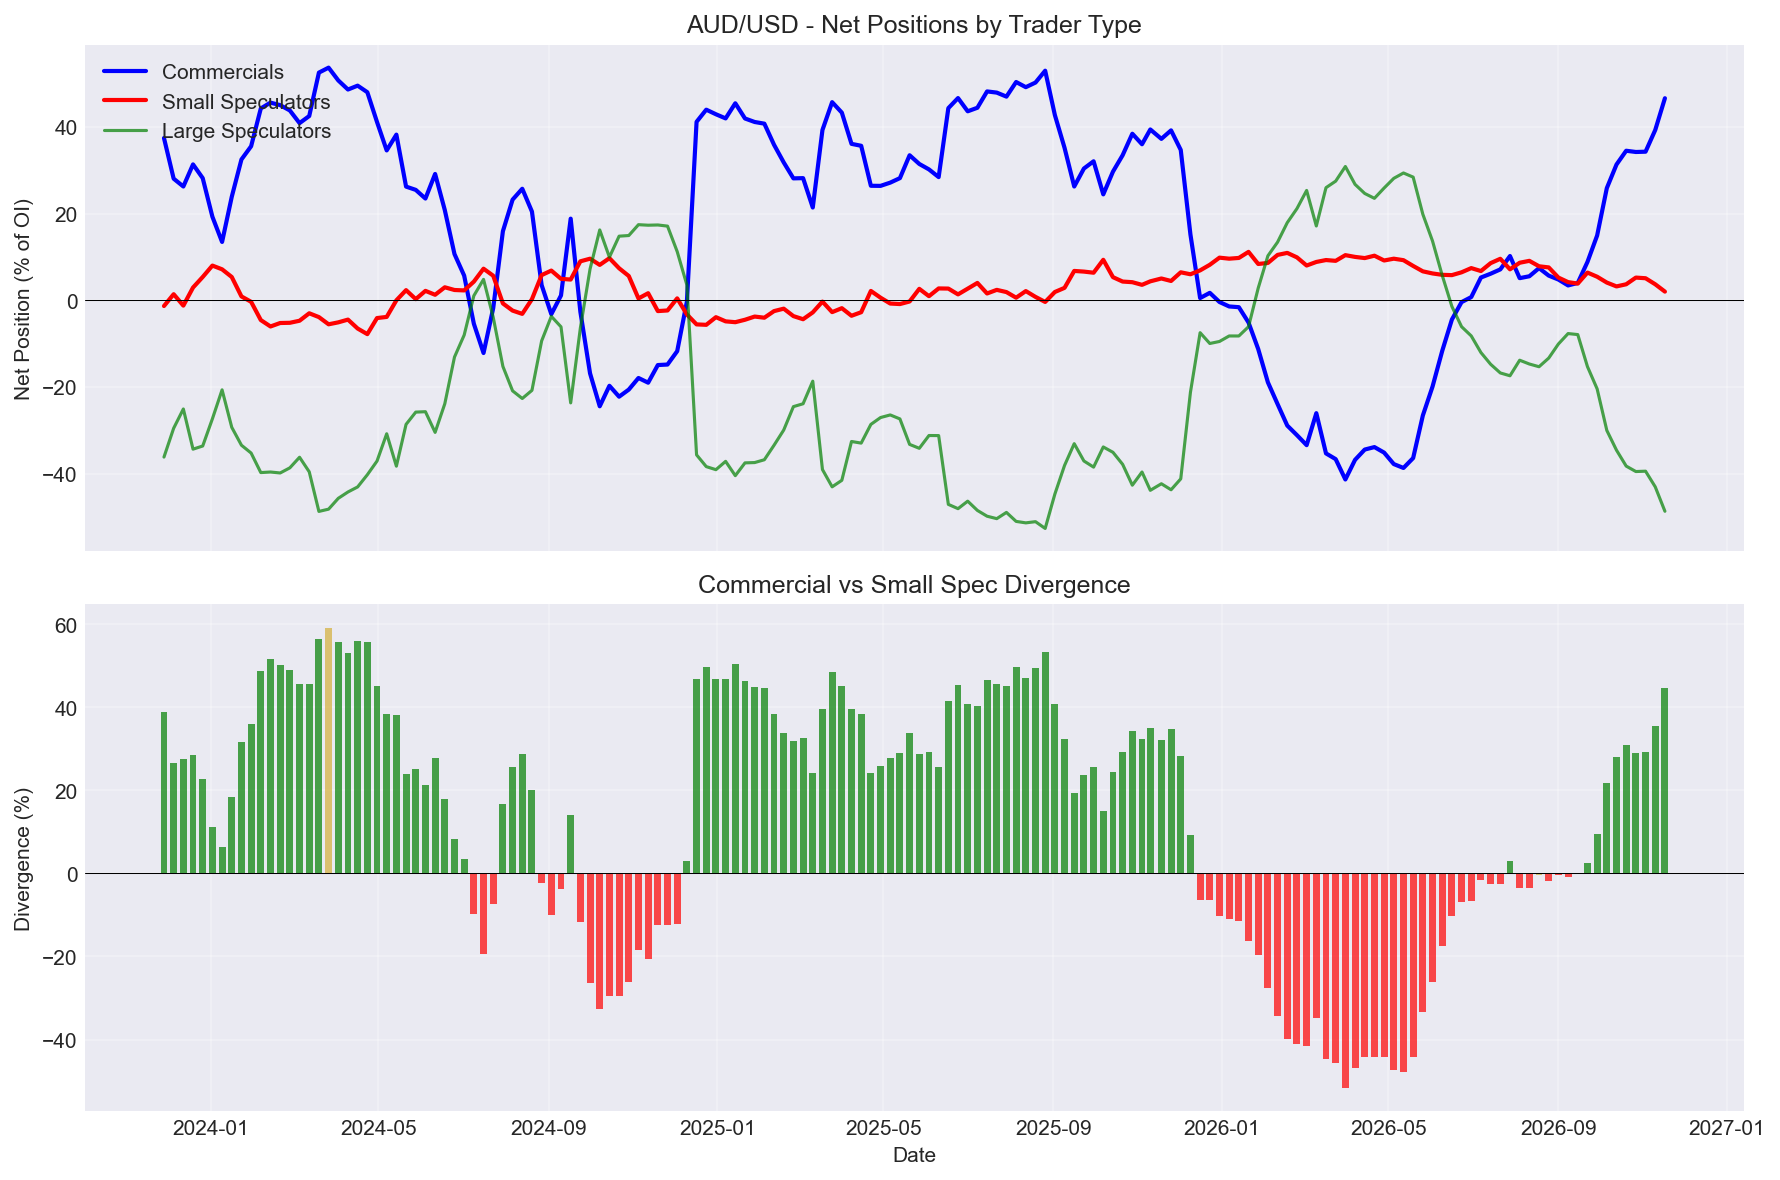 AUD/USD - Net Positions by Trader Type
Commercials
Small Speculators
Large Speculators
Net Position (% of OI)
40
20
0
−20
−40
Commercial vs Small Spec Divergence
Divergence (%)
60
40
20
0
−20
−40
2024-01
2024-05
2024-09
2025-01
2025-05
2025-09
2026-01
2026-05
2026-09
2027-01
Date